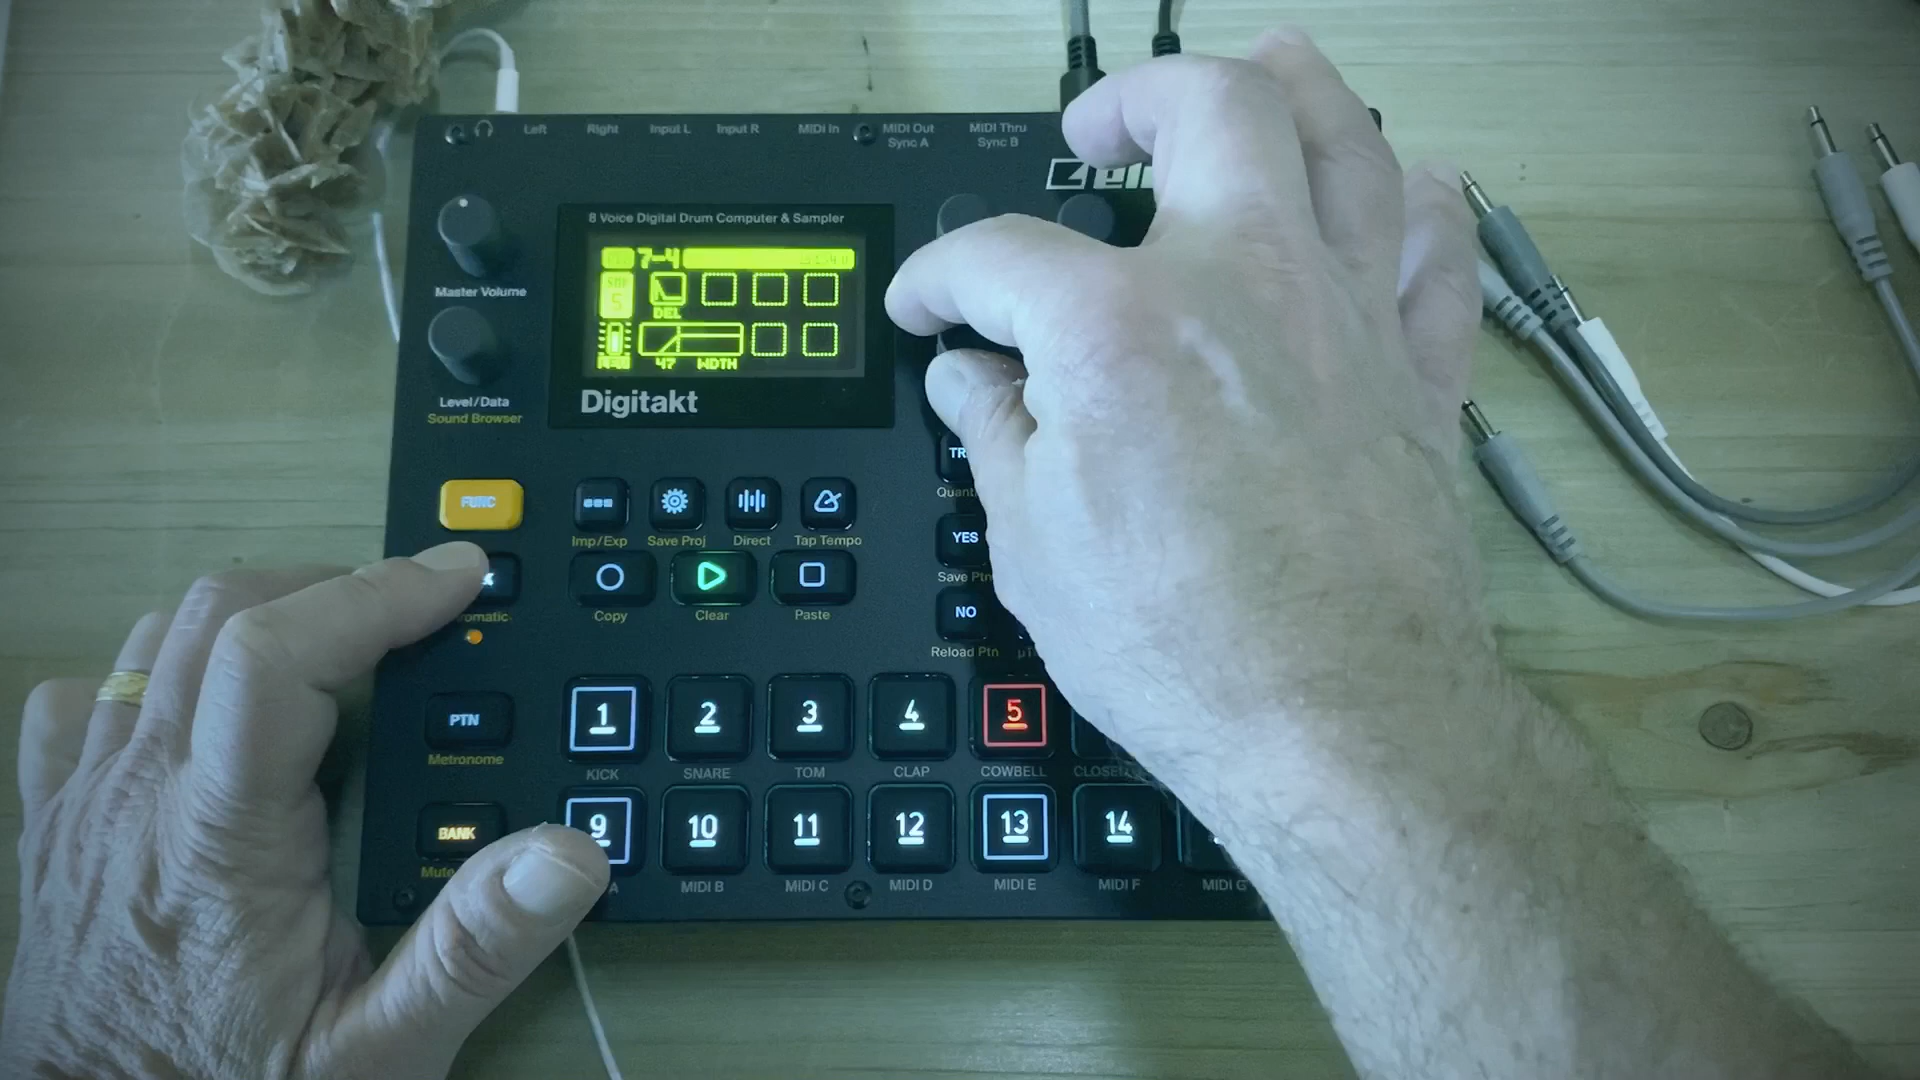 Left Right Input L Input R MIDI In MIDI Out MIDI Thru
Sync A Sync B
8 Voice Digital Drum Computer & Sampler
7-4
5
DEL
47 WDTH
Digitakt
Master Volume
Level/Data
Sound Browser
FUNC
Imp/Exp Save Proj Direct Tap Tempo
Copy Clear Paste
YES
Save Ptn
NO
Reload Ptn
PTN
Metronome
BANK
1 2 3 4 5
KICK SNARE TOM CLAP COWBELL
9 10 11 12 13 14
MIDI B MIDI C MIDI D MIDI E MIDI F MIDI G